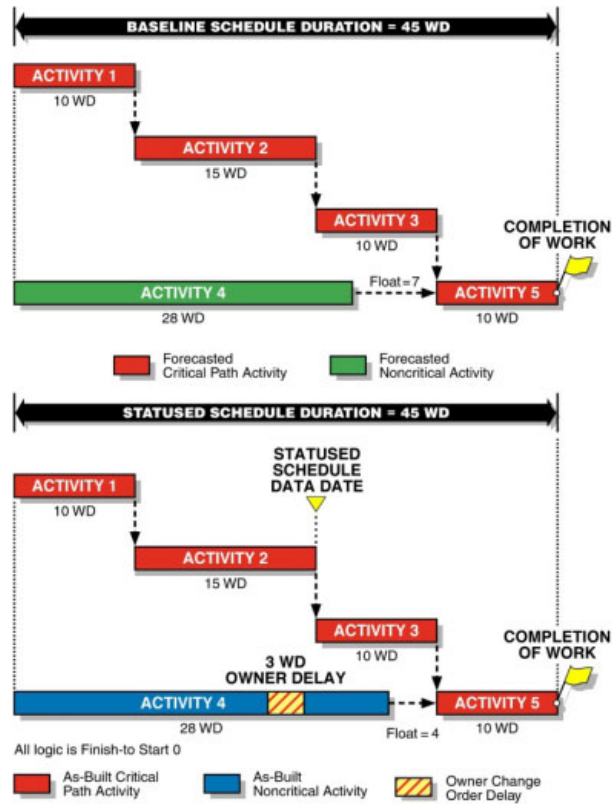 BASELINE SCHEDULE DURATION = 45 WD
ACTIVITY 1
10 WD
ACTIVITY 2
15 WD
ACTIVITY 3
10 WD
COMPLETION
OF WORK
ACTIVITY 4
28 WD
Float=7
ACTIVITY 5
10 WD
Forecasted
Critical Path Activity
Forecasted
Noncritical Activity
STATUSED SCHEDULE DURATION = 45 WD
STATUSED
SCHEDULE
DATA DATE
ACTIVITY 1
10 WD
ACTIVITY 2
15 WD
ACTIVITY 3
10 WD
COMPLETION
OF WORK
3 WD
OWNER DELAY
ACTIVITY 4
28 WD
Float=4
ACTIVITY 5
10 WD
All logic is Finish-to Start 0
As-Built Critical
Path Activity
As-Built
Noncritical Activity
Owner Change
Order Delay